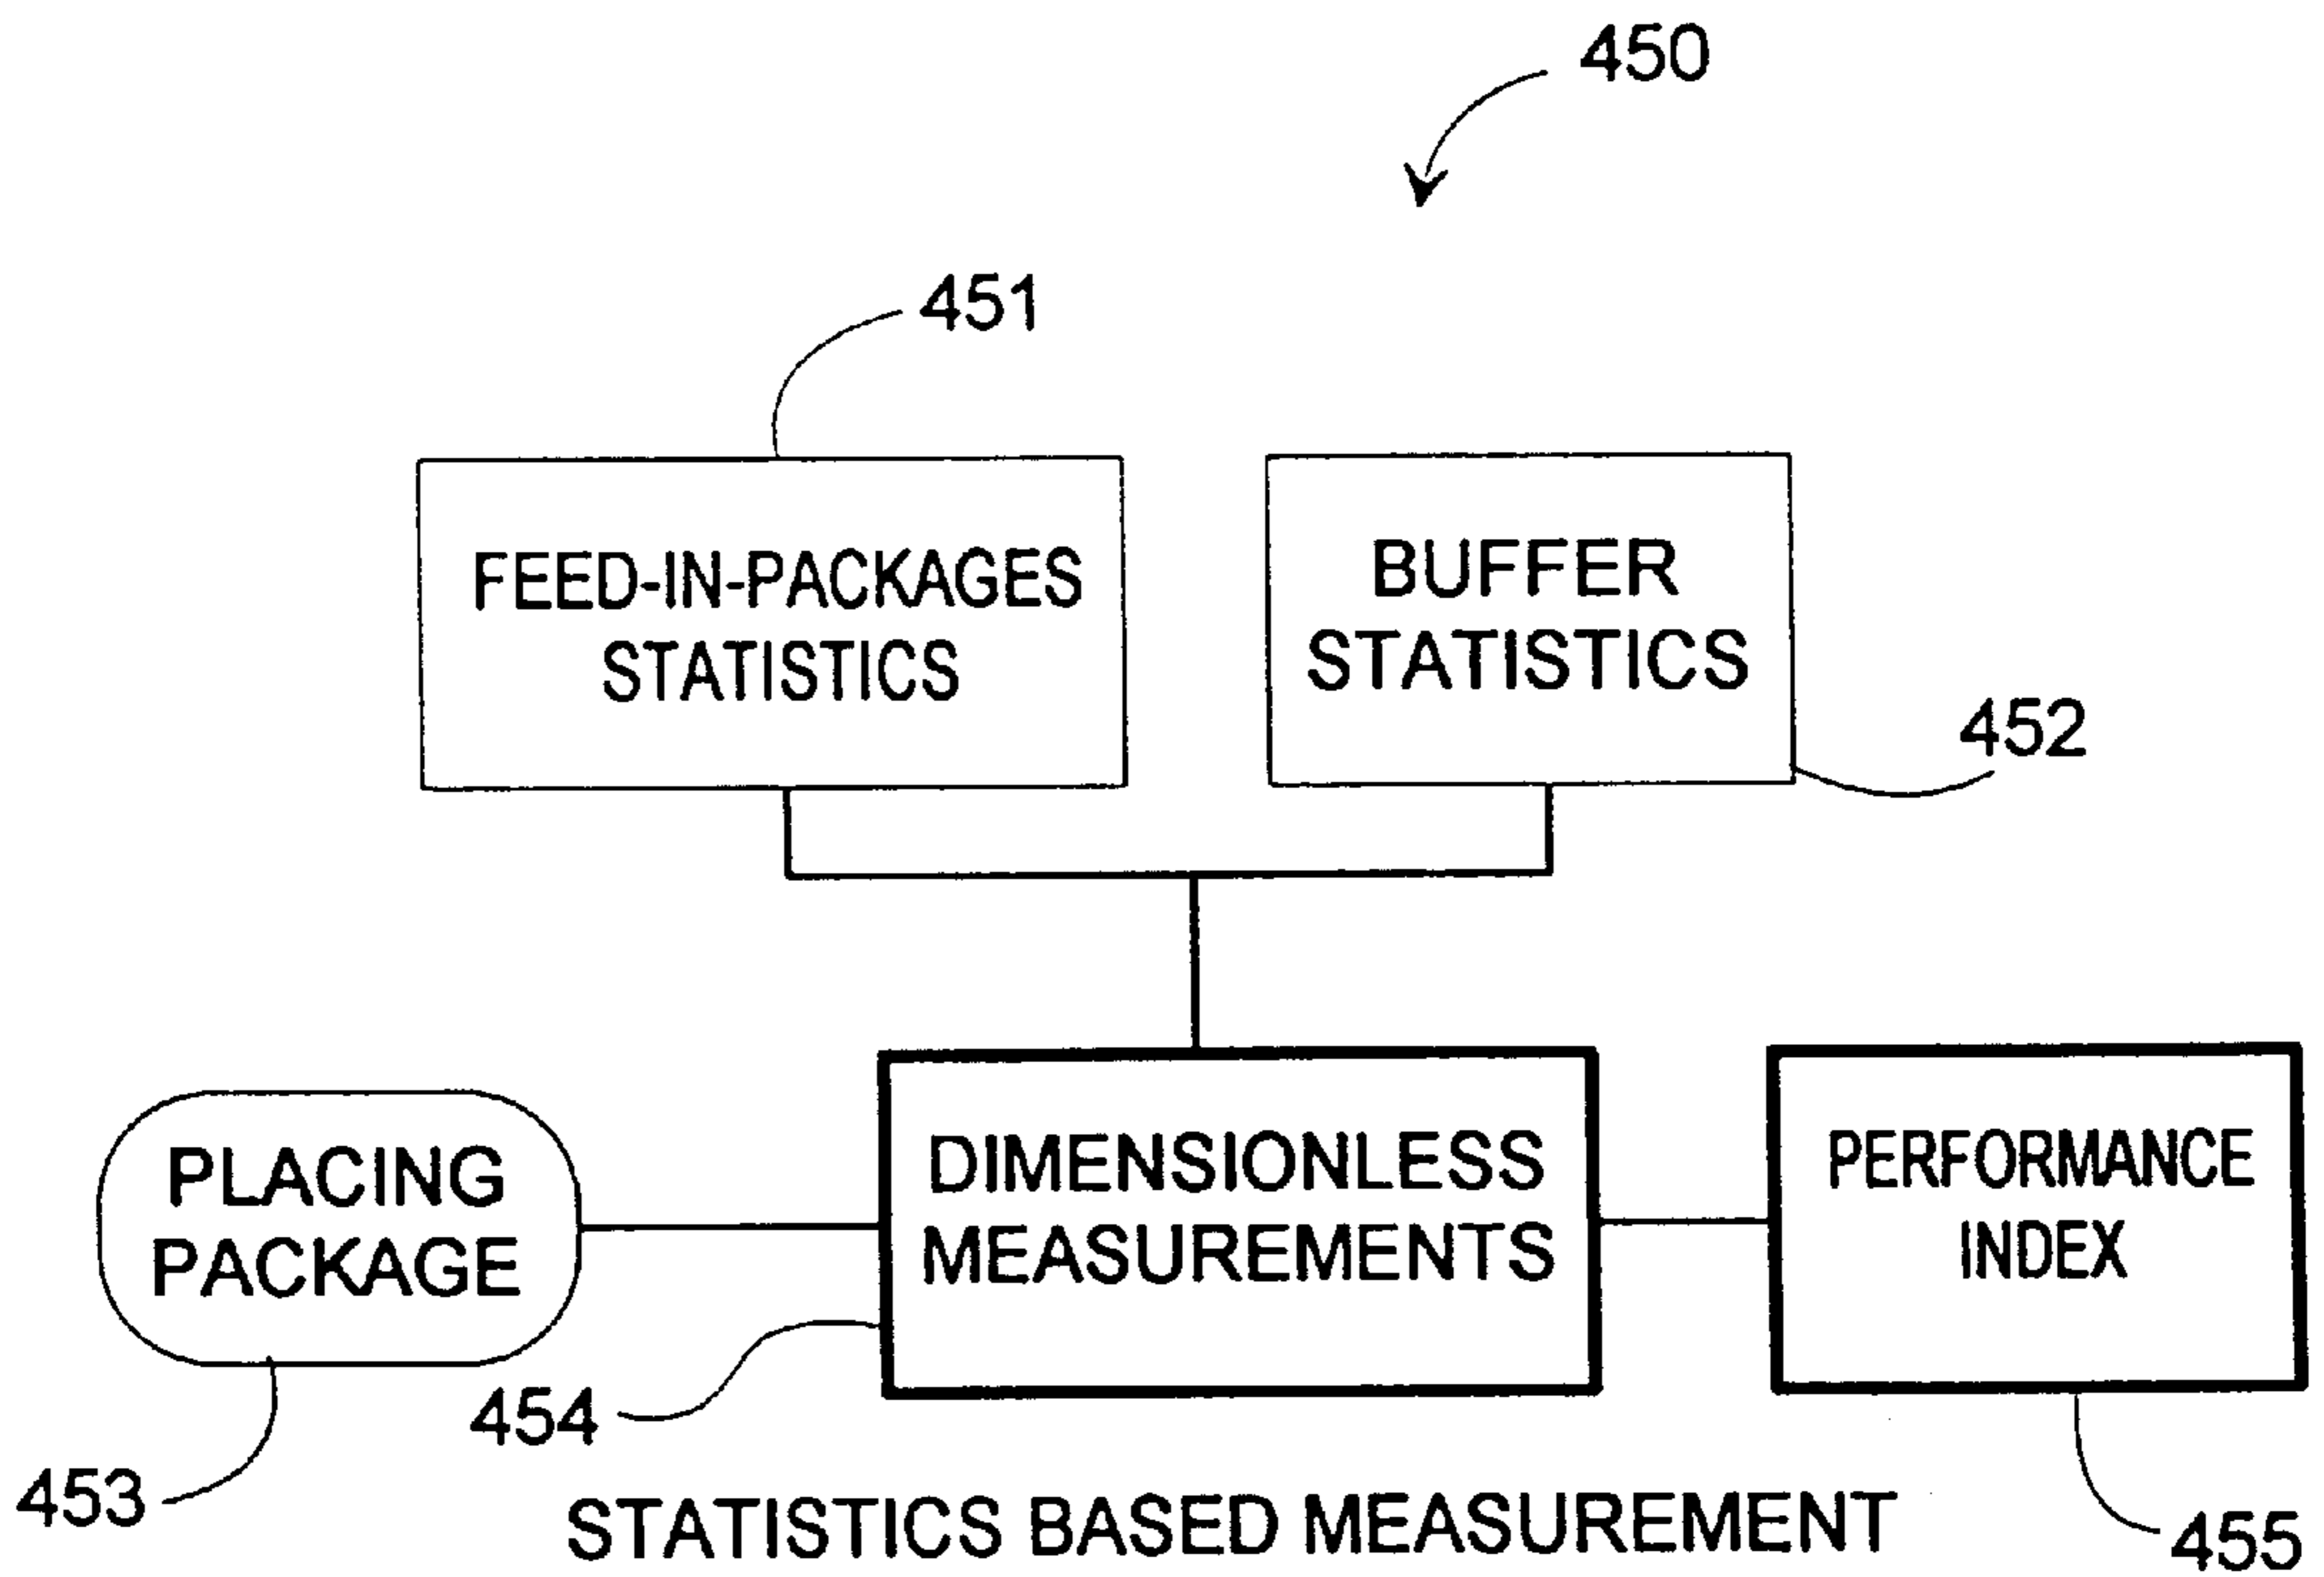 450
451
FEED-IN-PACKAGES
STATISTICS
BUFFER
STATISTICS
452
PLACING
PACKAGE
DIMENSIONLESS
MEASUREMENTS
PERFORMANCE
INDEX
454
453
STATISTICS BASED MEASUREMENT
455